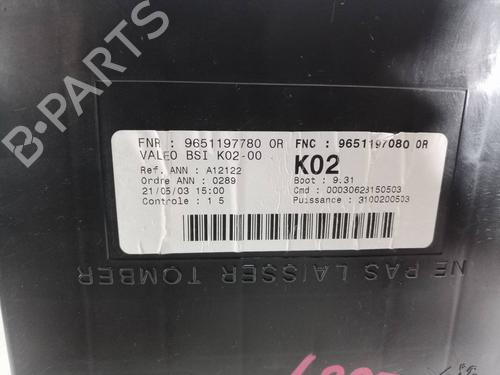 FNR : 9651197780 0R FNC : 9651197080 0R
VALEO BSI K02-00 K02
Ref. ANN : A12122 Boot : 9.31
Ordre ANN : 0289 Cmd : 00030623150503
21/05/03 15:00 Puissance : 3100200503
Controle : 1 5
NE PAS LAISSER TOMBER
B-PARTS